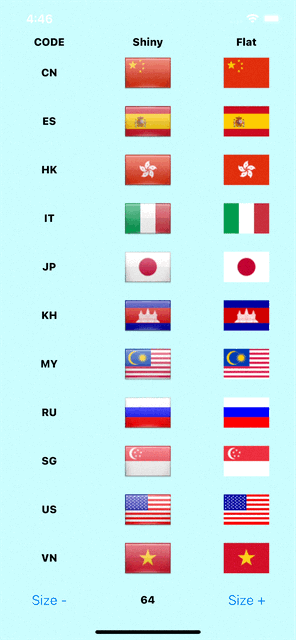 4:46
CODE Shiny Flat
CN
ES
HK
IT
JP
KH
MY
RU
SG
US
VN
Size - 64 Size +